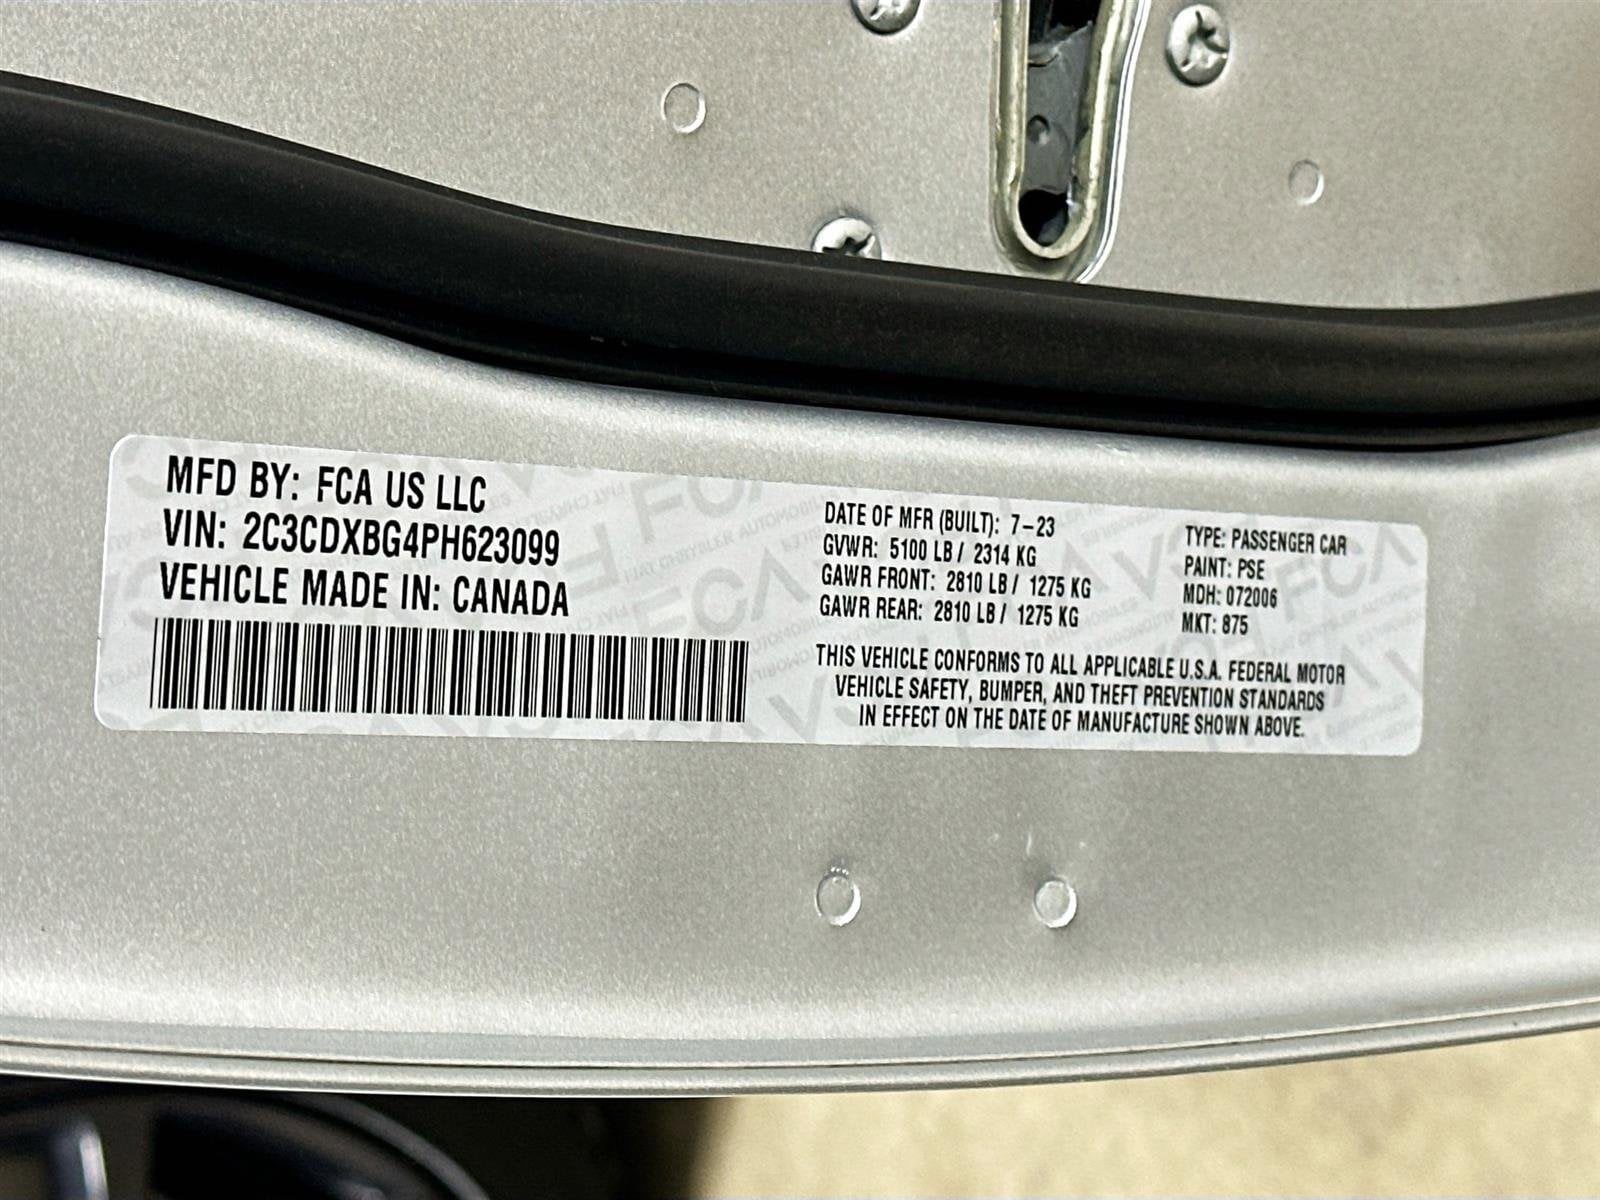 MFD BY: FCA US LLC
VIN: 2C3CDXBG4PH623099
VEHICLE MADE IN: CANADA
DATE OF MFR (BUILT): 7-23
GVWR: 5100 LB / 2314 KG
GAWR FRONT: 2810 LB / 1275 KG
GAWR REAR: 2810 LB / 1275 KG
TYPE: PASSENGER CAR
PAINT: PSE
MDH: 072006
MKT: 875
THIS VEHICLE CONFORMS TO ALL APPLICABLE U.S.A. FEDERAL MOTOR
VEHICLE SAFETY, BUMPER, AND THEFT PREVENTION STANDARDS
IN EFFECT ON THE DATE OF MANUFACTURE SHOWN ABOVE.